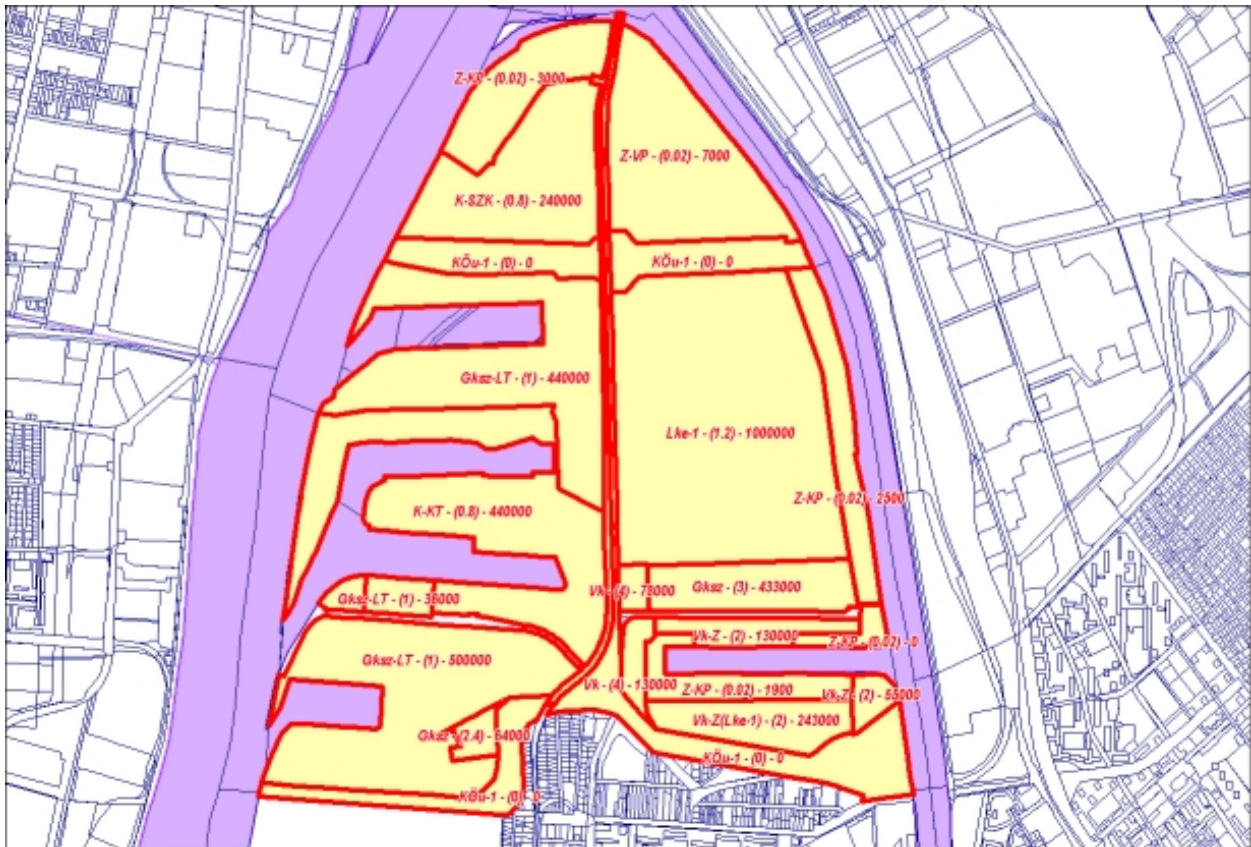 Z-KP - (0.02) - 3000
Z-VP - (0.02) - 7000
K-SZK - (0.8) - 240000
KÕu-1 - (0) - 0
KÕu-1 - (0) - 0
Gksz-LT - (1) - 440000
Lke-1 - (1.2) - 1000000
Z-KP - (0.02) - 2500
K-KT - (0.8) - 440000
Gksz-LT - (1) - 36000
Vk - (4) - 78000
Gksz - (3) - 433000
Vk-Z - (2) - 130000
Z-KP - (0.02) - 0
Gksz-LT - (1) - 500000
Vk - (4) - 130000
Z-KP - (0.02) - 1900
Vk-Z - (2) - 55000
Vk-Z(Lke-1) - (2) - 243000
Gksz - (2.4) - 64000
KÕu-1 - (0) - 0
KÕu-1 - (0) - 0